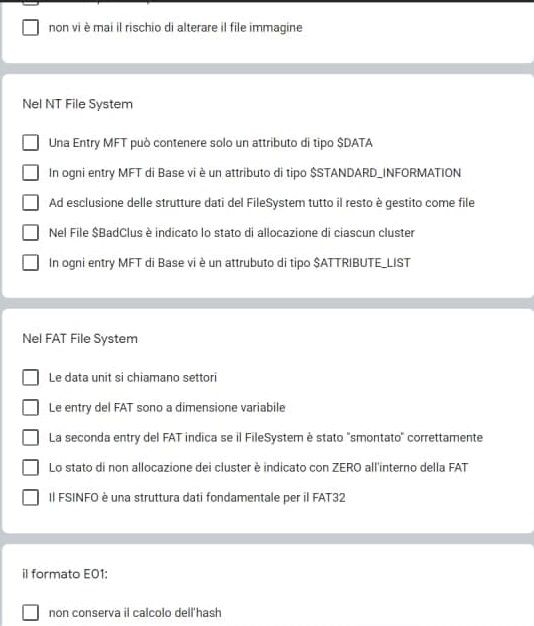 non vi è mai il rischio di alterare il file immagine
Nel NT File System
Una Entry MFT può contenere solo un attributo di tipo $DATA
In ogni entry MFT di Base vi è un attributo di tipo $STANDARD_INFORMATION
Ad esclusione delle strutture dati del FileSystem tutto il resto è gestito come file
Nel File $BadClus è indicato lo stato di allocazione di ciascun cluster
In ogni entry MFT di Base vi è un attrubuto di tipo $ATTRIBUTE_LIST
Nel FAT File System
Le data unit si chiamano settori
Le entry del FAT sono a dimensione variabile
La seconda entry del FAT indica se il FileSystem è stato "smontato" correttamente
Lo stato di non allocazione dei cluster è indicato con ZERO all'interno della FAT
Il FSINFO è una struttura dati fondamentale per il FAT32
il formato E01:
non conserva il calcolo dell'hash